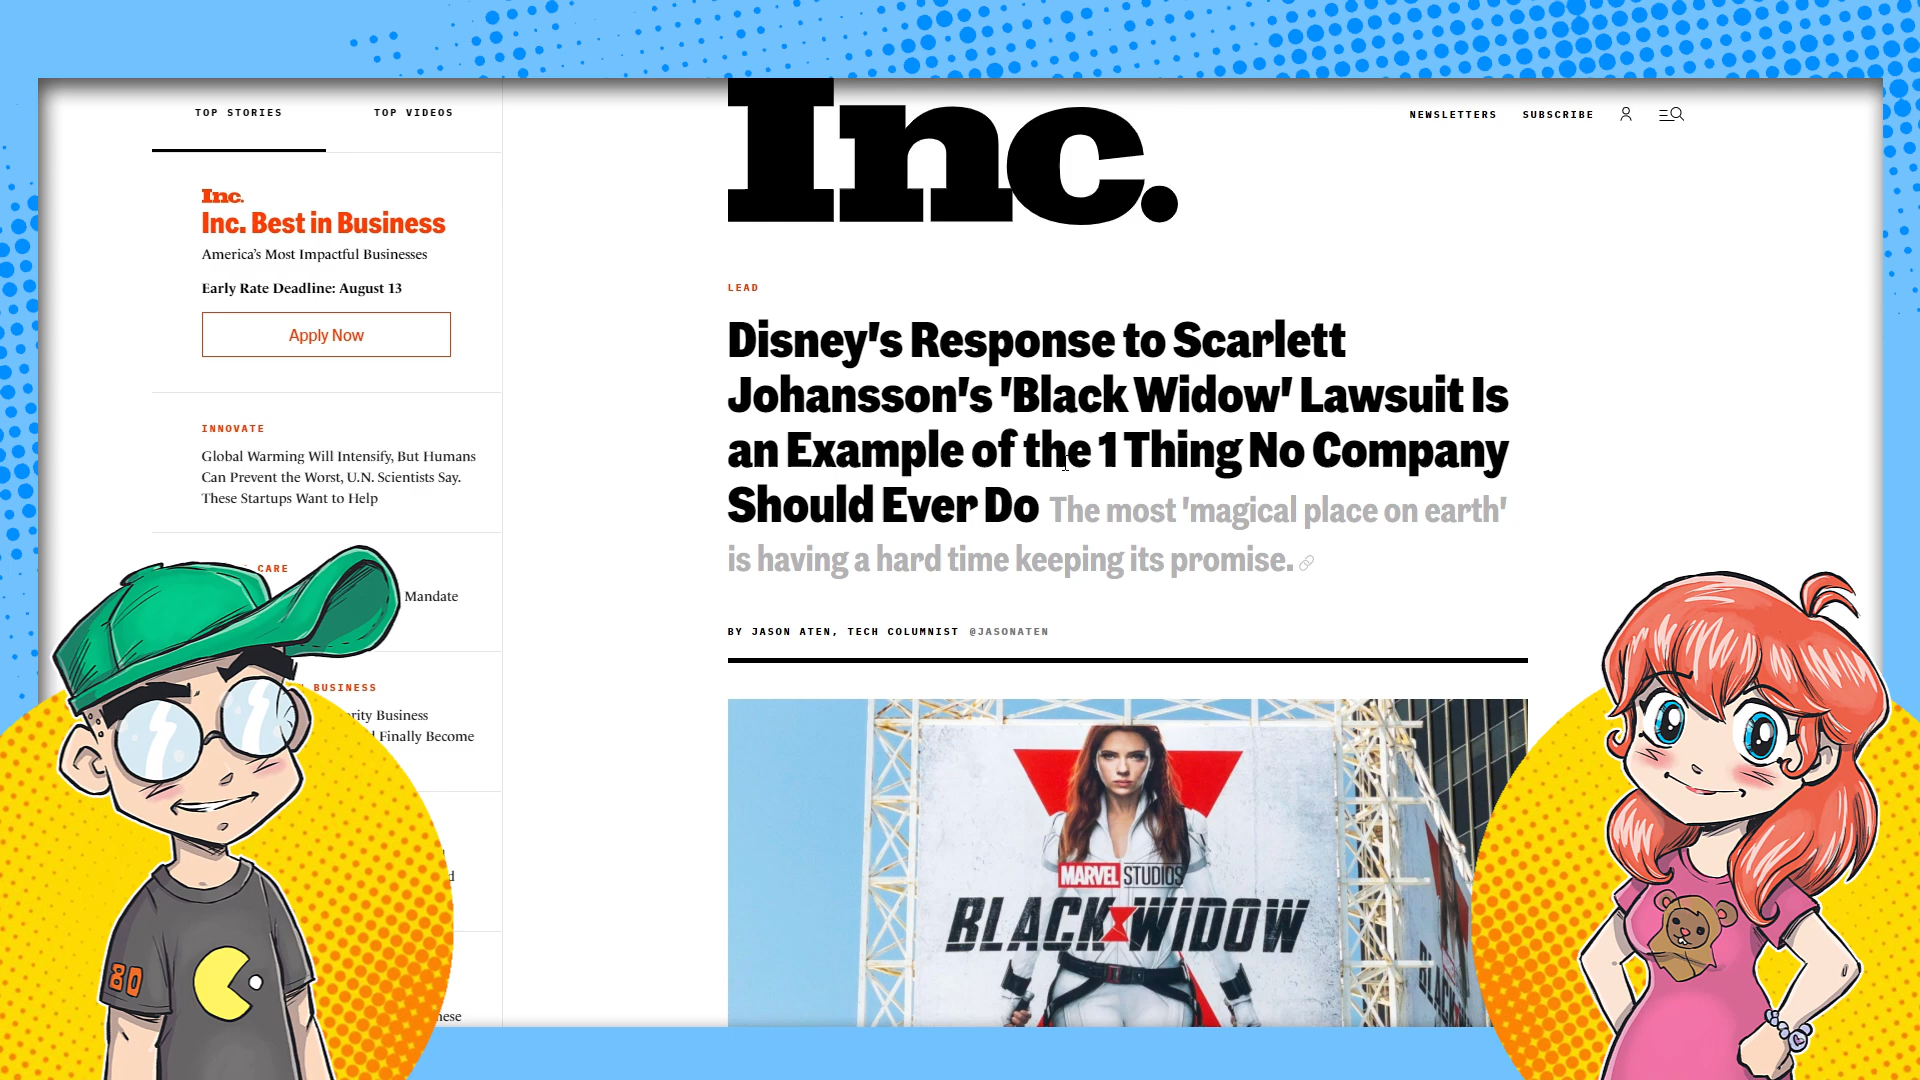 TOP STORIES
TOP VIDEOS
Inc.
Inc. Best in Business
America's Most Impactful Businesses
Early Rate Deadline: August 13
Apply Now
INNOVATE
Global Warming Will Intensify, But Humans
Can Prevent the Worst, U.N. Scientists Say.
These Startups Want to Help
CARE
Mandate
BUSINESS
Business
Finally Become
80
Inc.
NEWSLETTERS
SUBSCRIBE
LEAD
Disney's Response to Scarlett
Johansson's 'Black Widow' Lawsuit Is
an Example of the 1 Thing No Company
Should Ever Do The most 'magical place on earth'
is having a hard time keeping its promise.
BY JASON ATEN, TECH COLUMNIST @JASONATEN
MARVEL STUDIOS
BLACK WIDOW